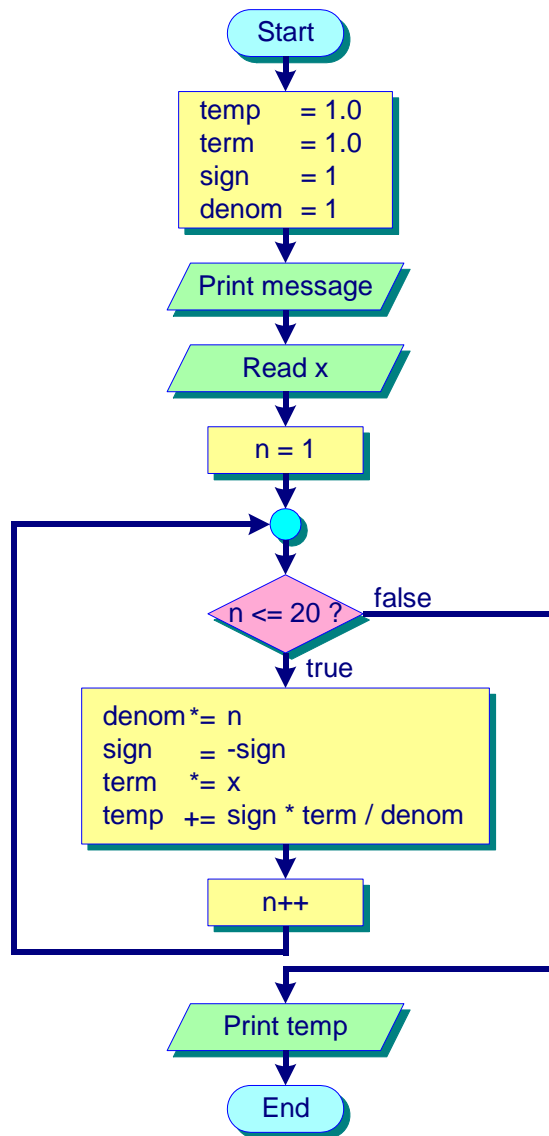 Start
temp = 1.0
term = 1.0
sign = 1
denom = 1
Print message
Read x
n = 1
n <= 20 ?
false
true
denom *= n
sign = -sign
term *= x
temp += sign * term / denom
n++
Print temp
End